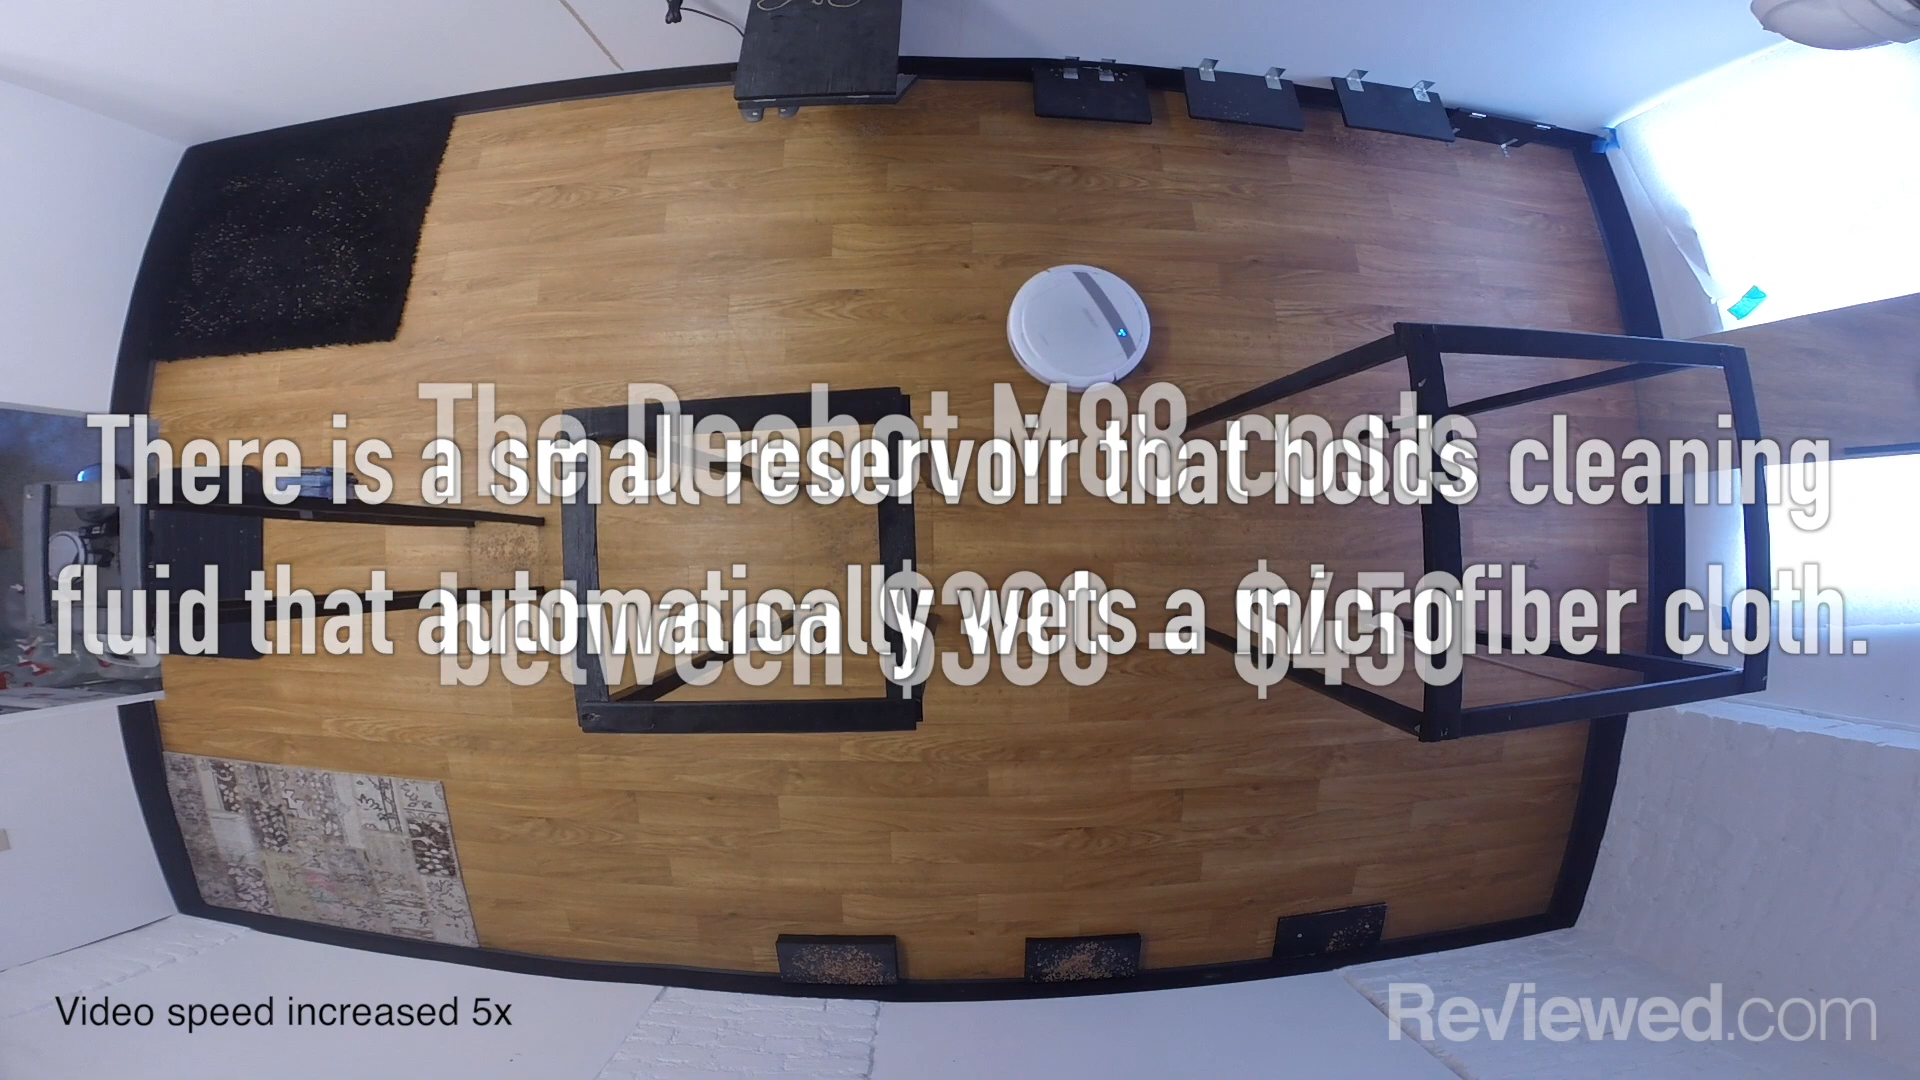 There is a small reservoir that holds cleaning
fluid that automatically wets a microfiber cloth.
The Deebot M88 costs
between $300 - $450
Video speed increased 5x
Reviewed.com